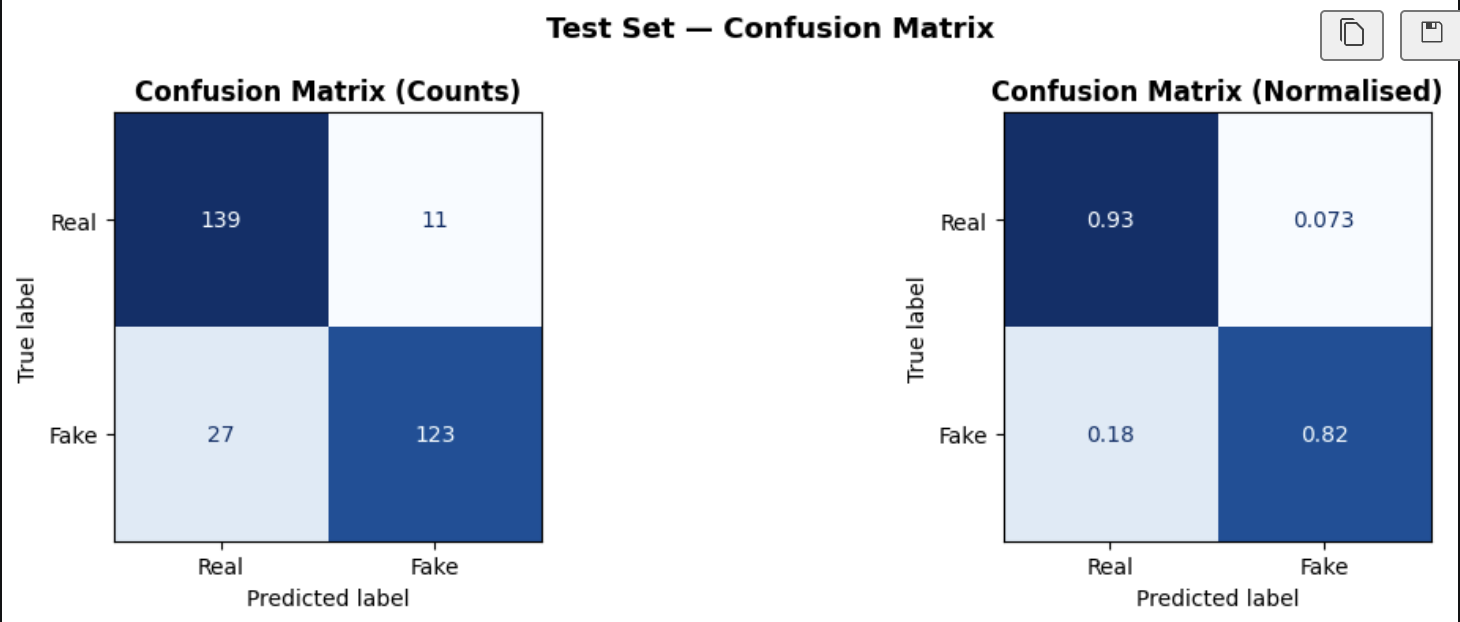 Test Set — Confusion Matrix
Confusion Matrix (Counts)
True label
Real
139
11
Fake
27
123
Real
Fake
Predicted label
Confusion Matrix (Normalised)
True label
Real
0.93
0.073
Fake
0.18
0.82
Real
Fake
Predicted label